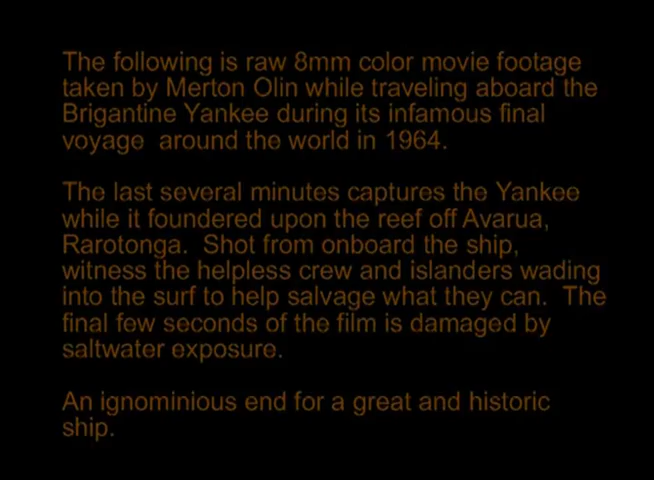 The following is raw 8mm color movie footage
taken by Merton Olin while traveling aboard the
Brigantine Yankee during its infamous final
voyage  around the world in 1964.
The last several minutes captures the Yankee
while it foundered upon the reef off Avarua,
Rarotonga.  Shot from onboard the ship,
witness the helpless crew and islanders wading
into the surf to help salvage what they can.  The
final few seconds of the film is damaged by
saltwater exposure.
An ignominious end for a great and historic
ship.